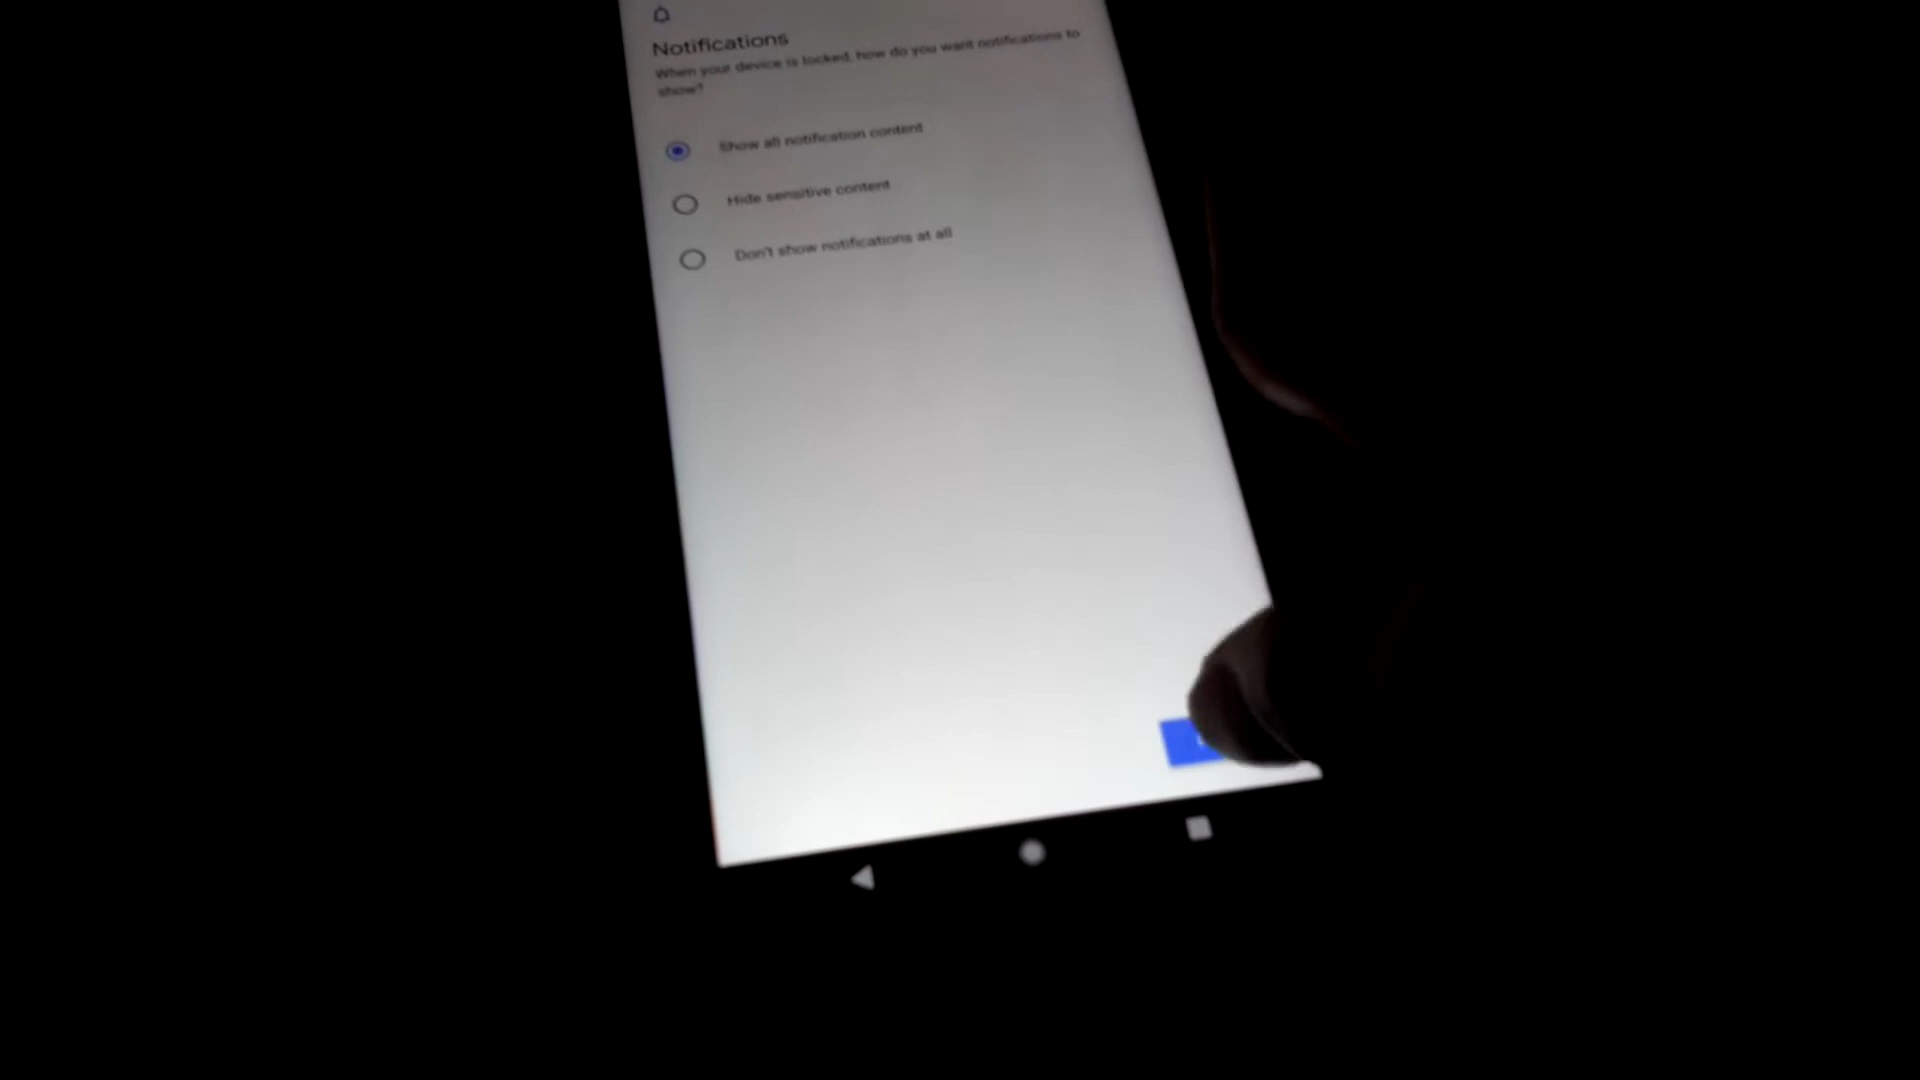 Notifications
When your device is locked, how do you want notifications to
show?
Show all notification content
Hide sensitive content
Don't show notifications at all